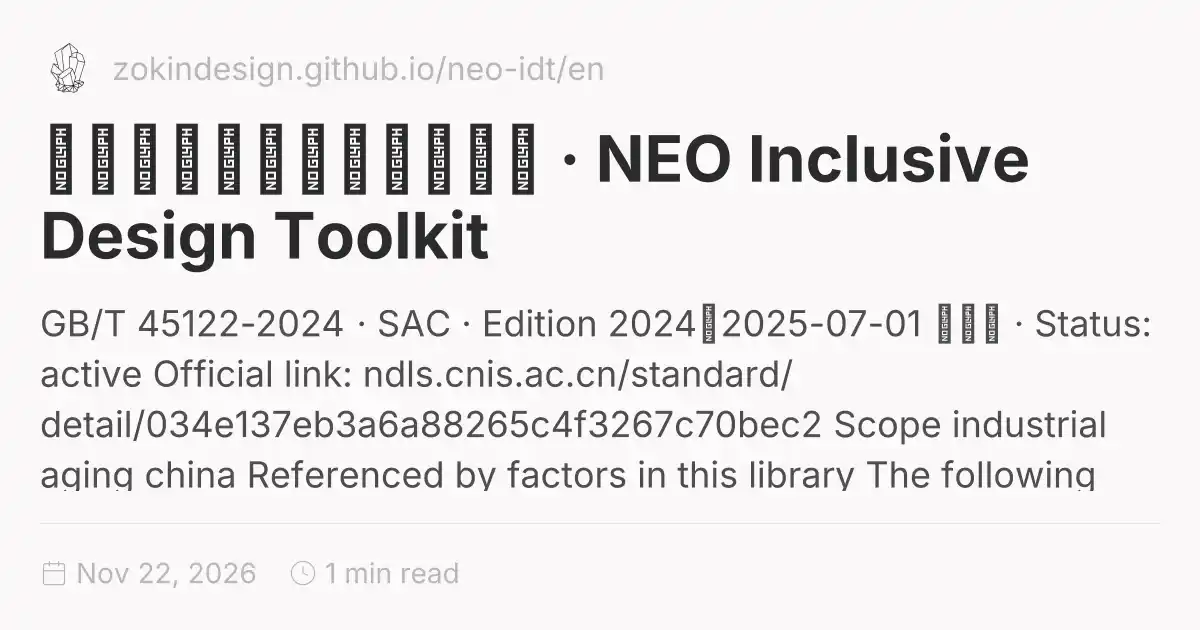 zokindesign.github.io/neo-idt/en
· NEO Inclusive
Design Toolkit
GB/T 45122-2024 · SAC · Edition 2024 2025-07-01 · Status:
active Official link: ndls.cnis.ac.cn/standard/
detail/034e137eb3a6a88265c4f3267c70bec2 Scope industrial
aging china Referenced by factors in this library The following
Nov 22, 2026 1 min read